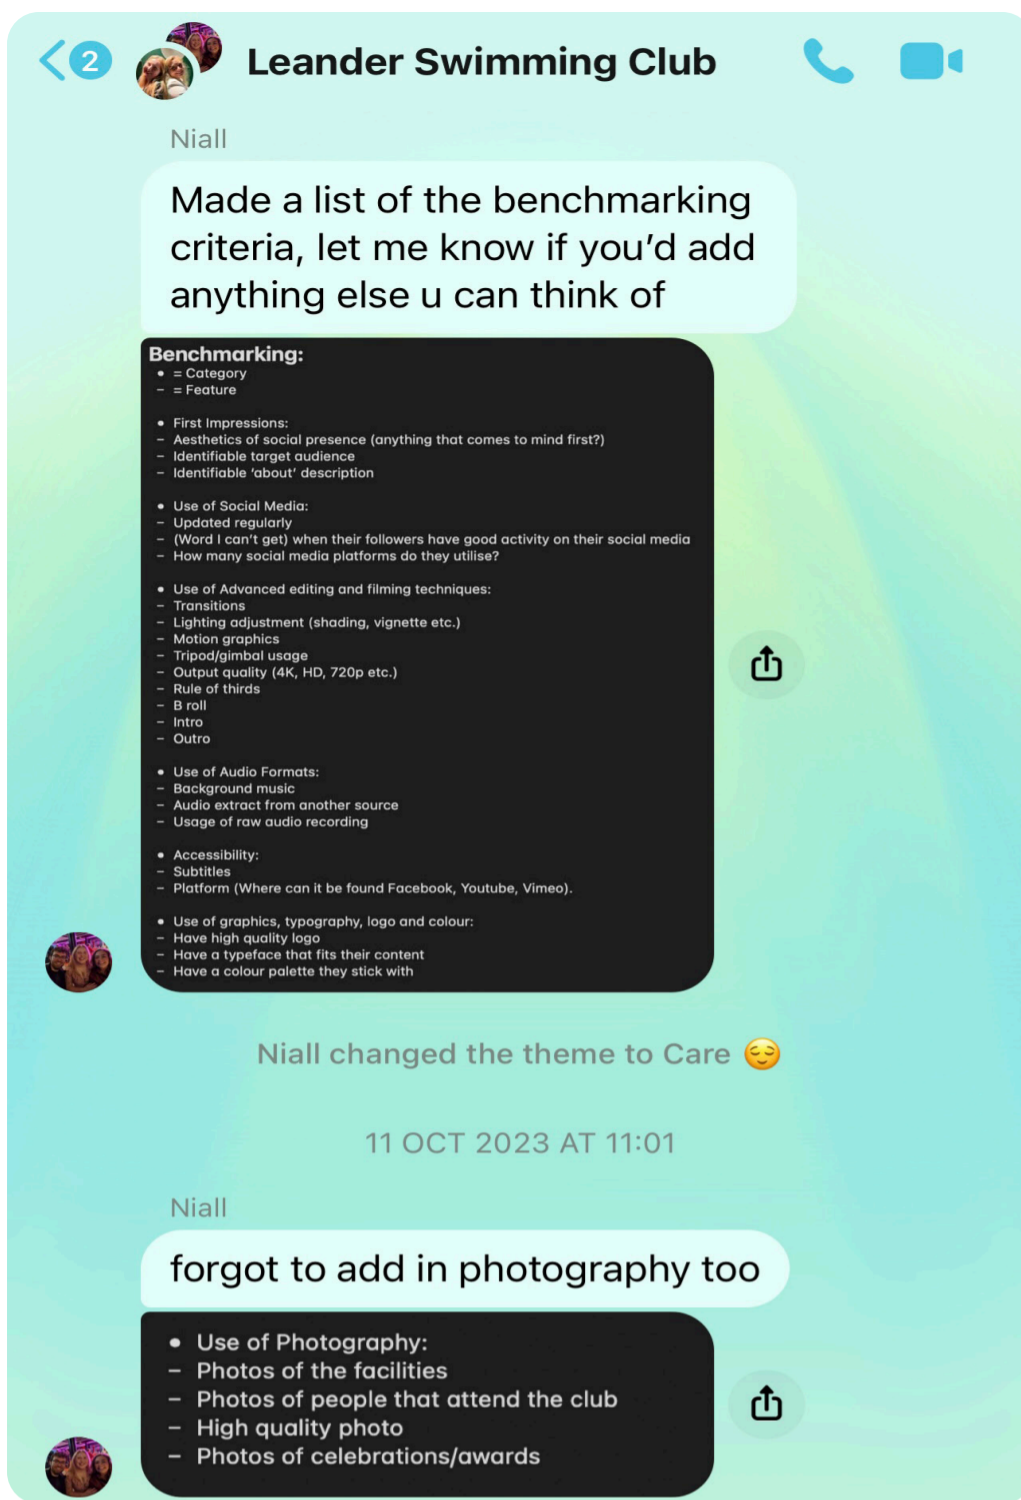 2
Leander Swimming Club
Niall
Made a list of the benchmarking
criteria, let me know if you’d add
anything else u can think of
Benchmarking:
• = Category
– = Feature
• First Impressions:
– Aesthetics of social presence (anything that comes to mind first?)
– Identifiable target audience
– Identifiable ‘about’ description
• Use of Social Media:
– Updated regularly
– (Word I can’t get) when their followers have good activity on their social media
– How many social media platforms do they utilise?
• Use of Advanced editing and filming techniques:
– Transitions
– Lighting adjustment (shading, vignette etc.)
– Motion graphics
– Tripod/gimbal usage
– Output quality (4K, HD, 720p etc.)
– Rule of thirds
– B roll
– Intro
– Outro
• Use of Audio Formats:
– Background music
– Audio extract from another source
– Usage of raw audio recording
• Accessibility:
– Subtitles
– Platform (Where can it be found Facebook, Youtube, Vimeo).
• Use of graphics, typography, logo and colour:
– Have high quality logo
– Have a typeface that fits their content
– Have a colour palette they stick with
Niall changed the theme to Care 😌
11 OCT 2023 AT 11:01
Niall
forgot to add in photography too
• Use of Photography:
– Photos of the facilities
– Photos of people that attend the club
– High quality photo
– Photos of celebrations/awards